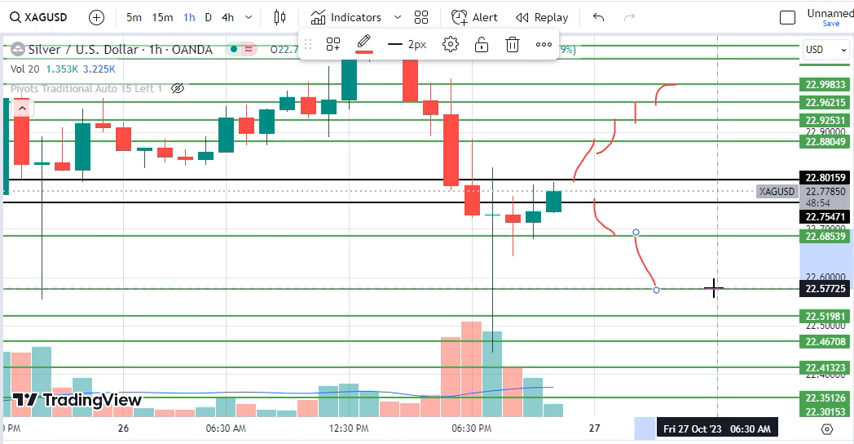 XAGUSD 5m 15m 1h D 4h Indicators Alert Replay Unnamed
Save
Silver / U.S. Dollar · 1h · OANDA O22.7 9%)
2px
USD
Vol 20 1.353K 3.225K
Pivots Traditional Auto 15 Left 1
22.99833
22.96215
22.92531
22.90000
22.88049
22.80159
XAGUSD 22.77850
48:54
22.75471
22.70000
22.68539
22.60000
22.57725
22.51981
22.50000
22.46708
22.41323
22.40000
22.35126
22.30153
TradingView
0 PM 26 06:30 AM 12:30 PM 06:30 PM 27 Fri 27 Oct '23 06:30 AM